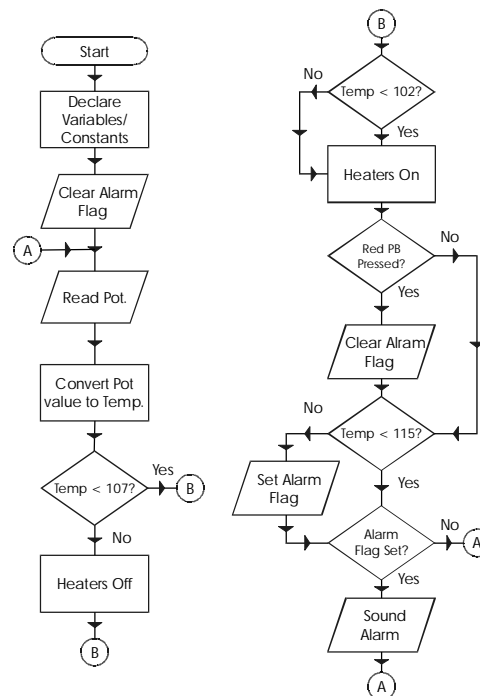 Start
Declare
Variables/
Constants
Clear Alarm
Flag
A
Read Pot.
Convert Pot
value to Temp.
Temp < 107?
Yes
B
No
Heaters Off
B
B
No
Temp < 102?
Yes
Heaters On
Red PB
Pressed?
No
Yes
Clear Alram
Flag
No
Temp < 115?
Set Alarm
Flag
Yes
Alarm
Flag Set?
No
A
Yes
Sound
Alarm
A